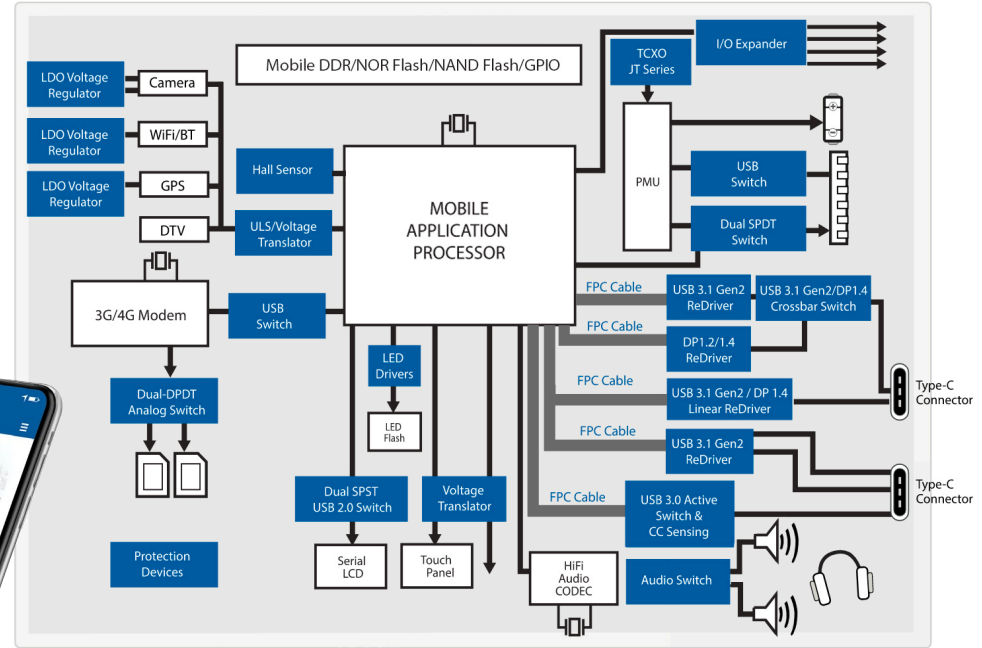 Mobile DDR/NOR Flash/NAND Flash/GPIO
TCXO
JT Series
I/O Expander
LDO Voltage
Regulator
Camera
LDO Voltage
Regulator
WiFi/BT
LDO Voltage
Regulator
GPS
DTV
Hall Sensor
ULS/Voltage
Translator
MOBILE
APPLICATION
PROCESSOR
PMU
USB
Switch
Dual SPDT
Switch
3G/4G Modem
USB
Switch
FPC Cable
USB 3.1 Gen2
ReDriver
USB 3.1 Gen2/DP1.4
Crossbar Switch
FPC Cable
DP1.2/1.4
ReDriver
LED
Drivers
LED
Flash
Dual-DPDT
Analog Switch
FPC Cable
USB 3.1 Gen2 / DP 1.4
Linear ReDriver
Type-C
Connector
FPC Cable
USB 3.1 Gen2
ReDriver
Type-C
Connector
Dual SPST
USB 2.0 Switch
Voltage
Translator
FPC Cable
USB 3.0 Active
Switch &
CC Sensing
Protection
Devices
Serial
LCD
Touch
Panel
HiFi
Audio
CODEC
Audio Switch